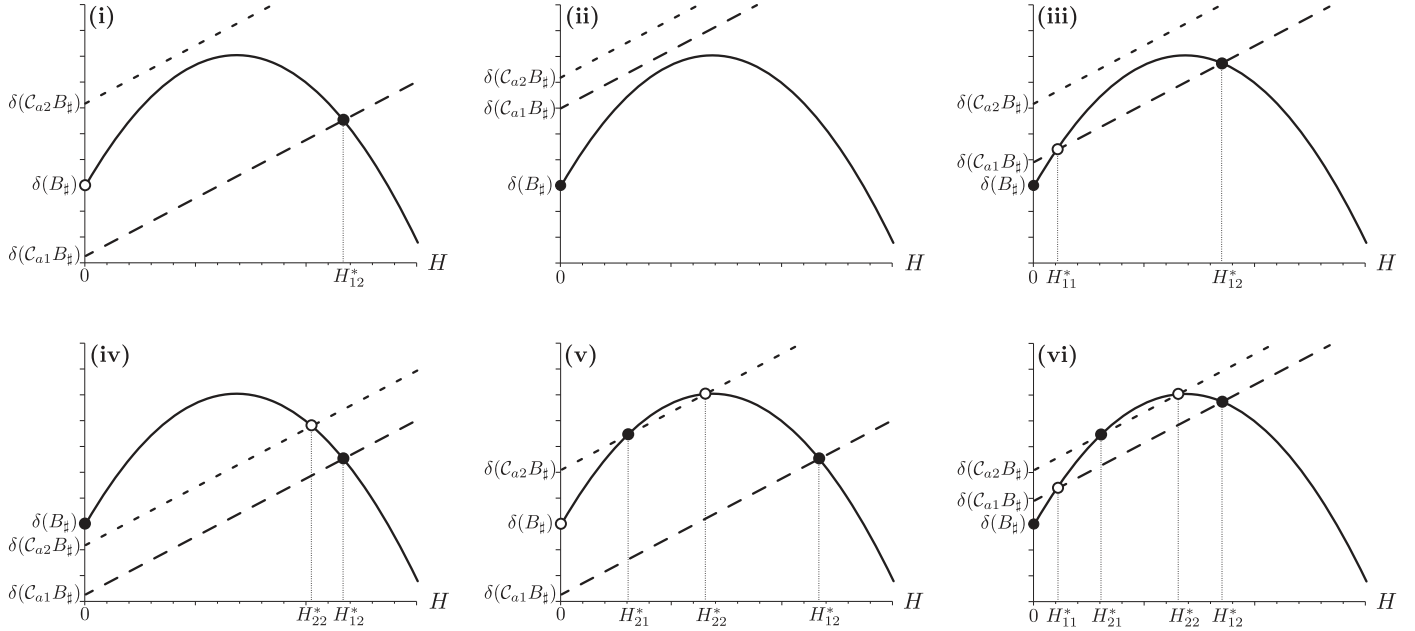 (i)
δ(𝒞ₐ₂B♯)
δ(B♯)
δ(𝒞ₐ₁B♯)
0
H*₁₂
H
(ii)
δ(𝒞ₐ₂B♯)
δ(𝒞ₐ₁B♯)
δ(B♯)
0
H
(iii)
δ(𝒞ₐ₂B♯)
δ(𝒞ₐ₁B♯)
δ(B♯)
0 H*₁₁ H*₁₂
H
(iv)
δ(B♯)
δ(𝒞ₐ₂B♯)
δ(𝒞ₐ₁B♯)
0 H*₂₂ H*₁₂
H
(v)
δ(𝒞ₐ₂B♯)
δ(B♯)
δ(𝒞ₐ₁B♯)
0 H*₂₁ H*₂₂ H*₁₂
H
(vi)
δ(𝒞ₐ₂B♯)
δ(𝒞ₐ₁B♯)
δ(B♯)
0 H*₁₁ H*₂₁ H*₂₂ H*₁₂
H